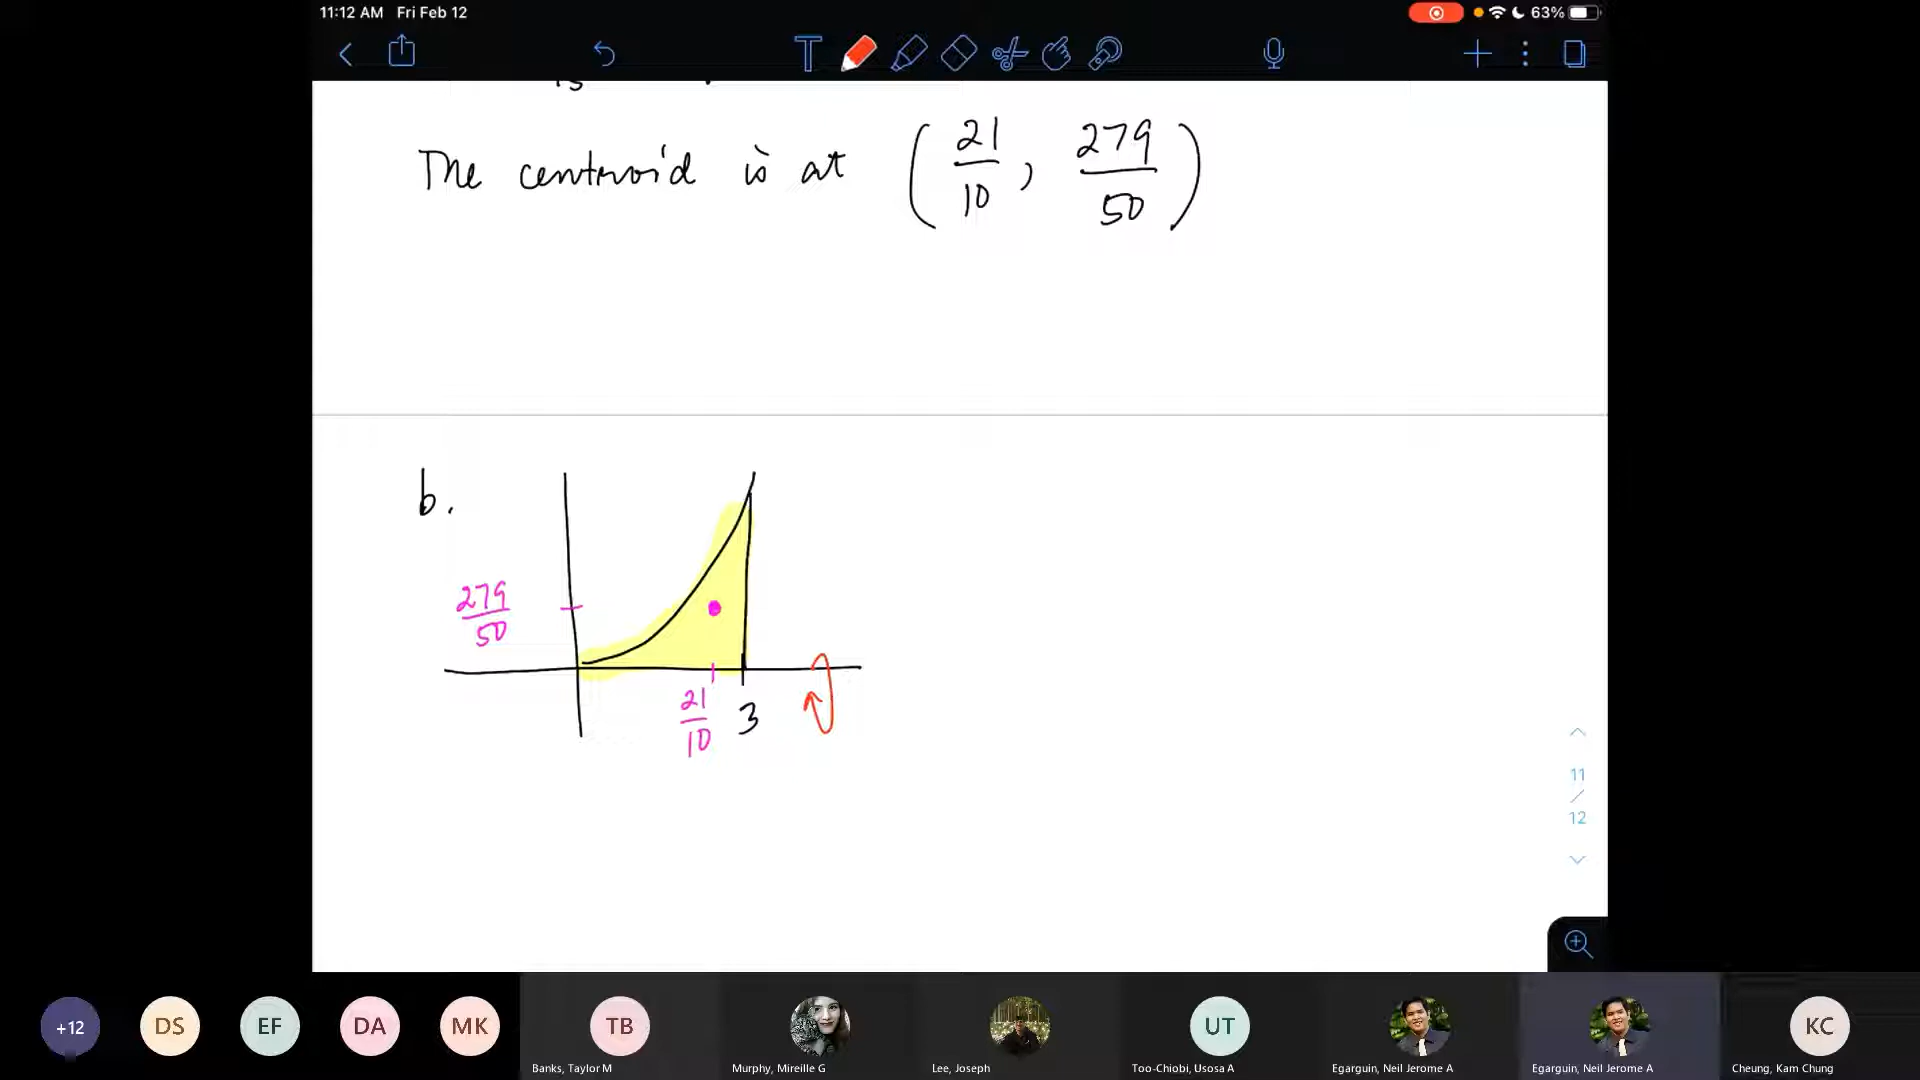 11:12 AM Fri Feb 12
63%
The centroid is at (21/10, 279/50)
b.
279/50
21/10 3
11
/
12
+12 DS EF DA MK TB UT KC
Banks, Taylor M Murphy, Mireille G Lee, Joseph Too-Chiobi, Usosa A Egarguin, Neil Jerome A Egarguin, Neil Jerome A Cheung, Kam Chung